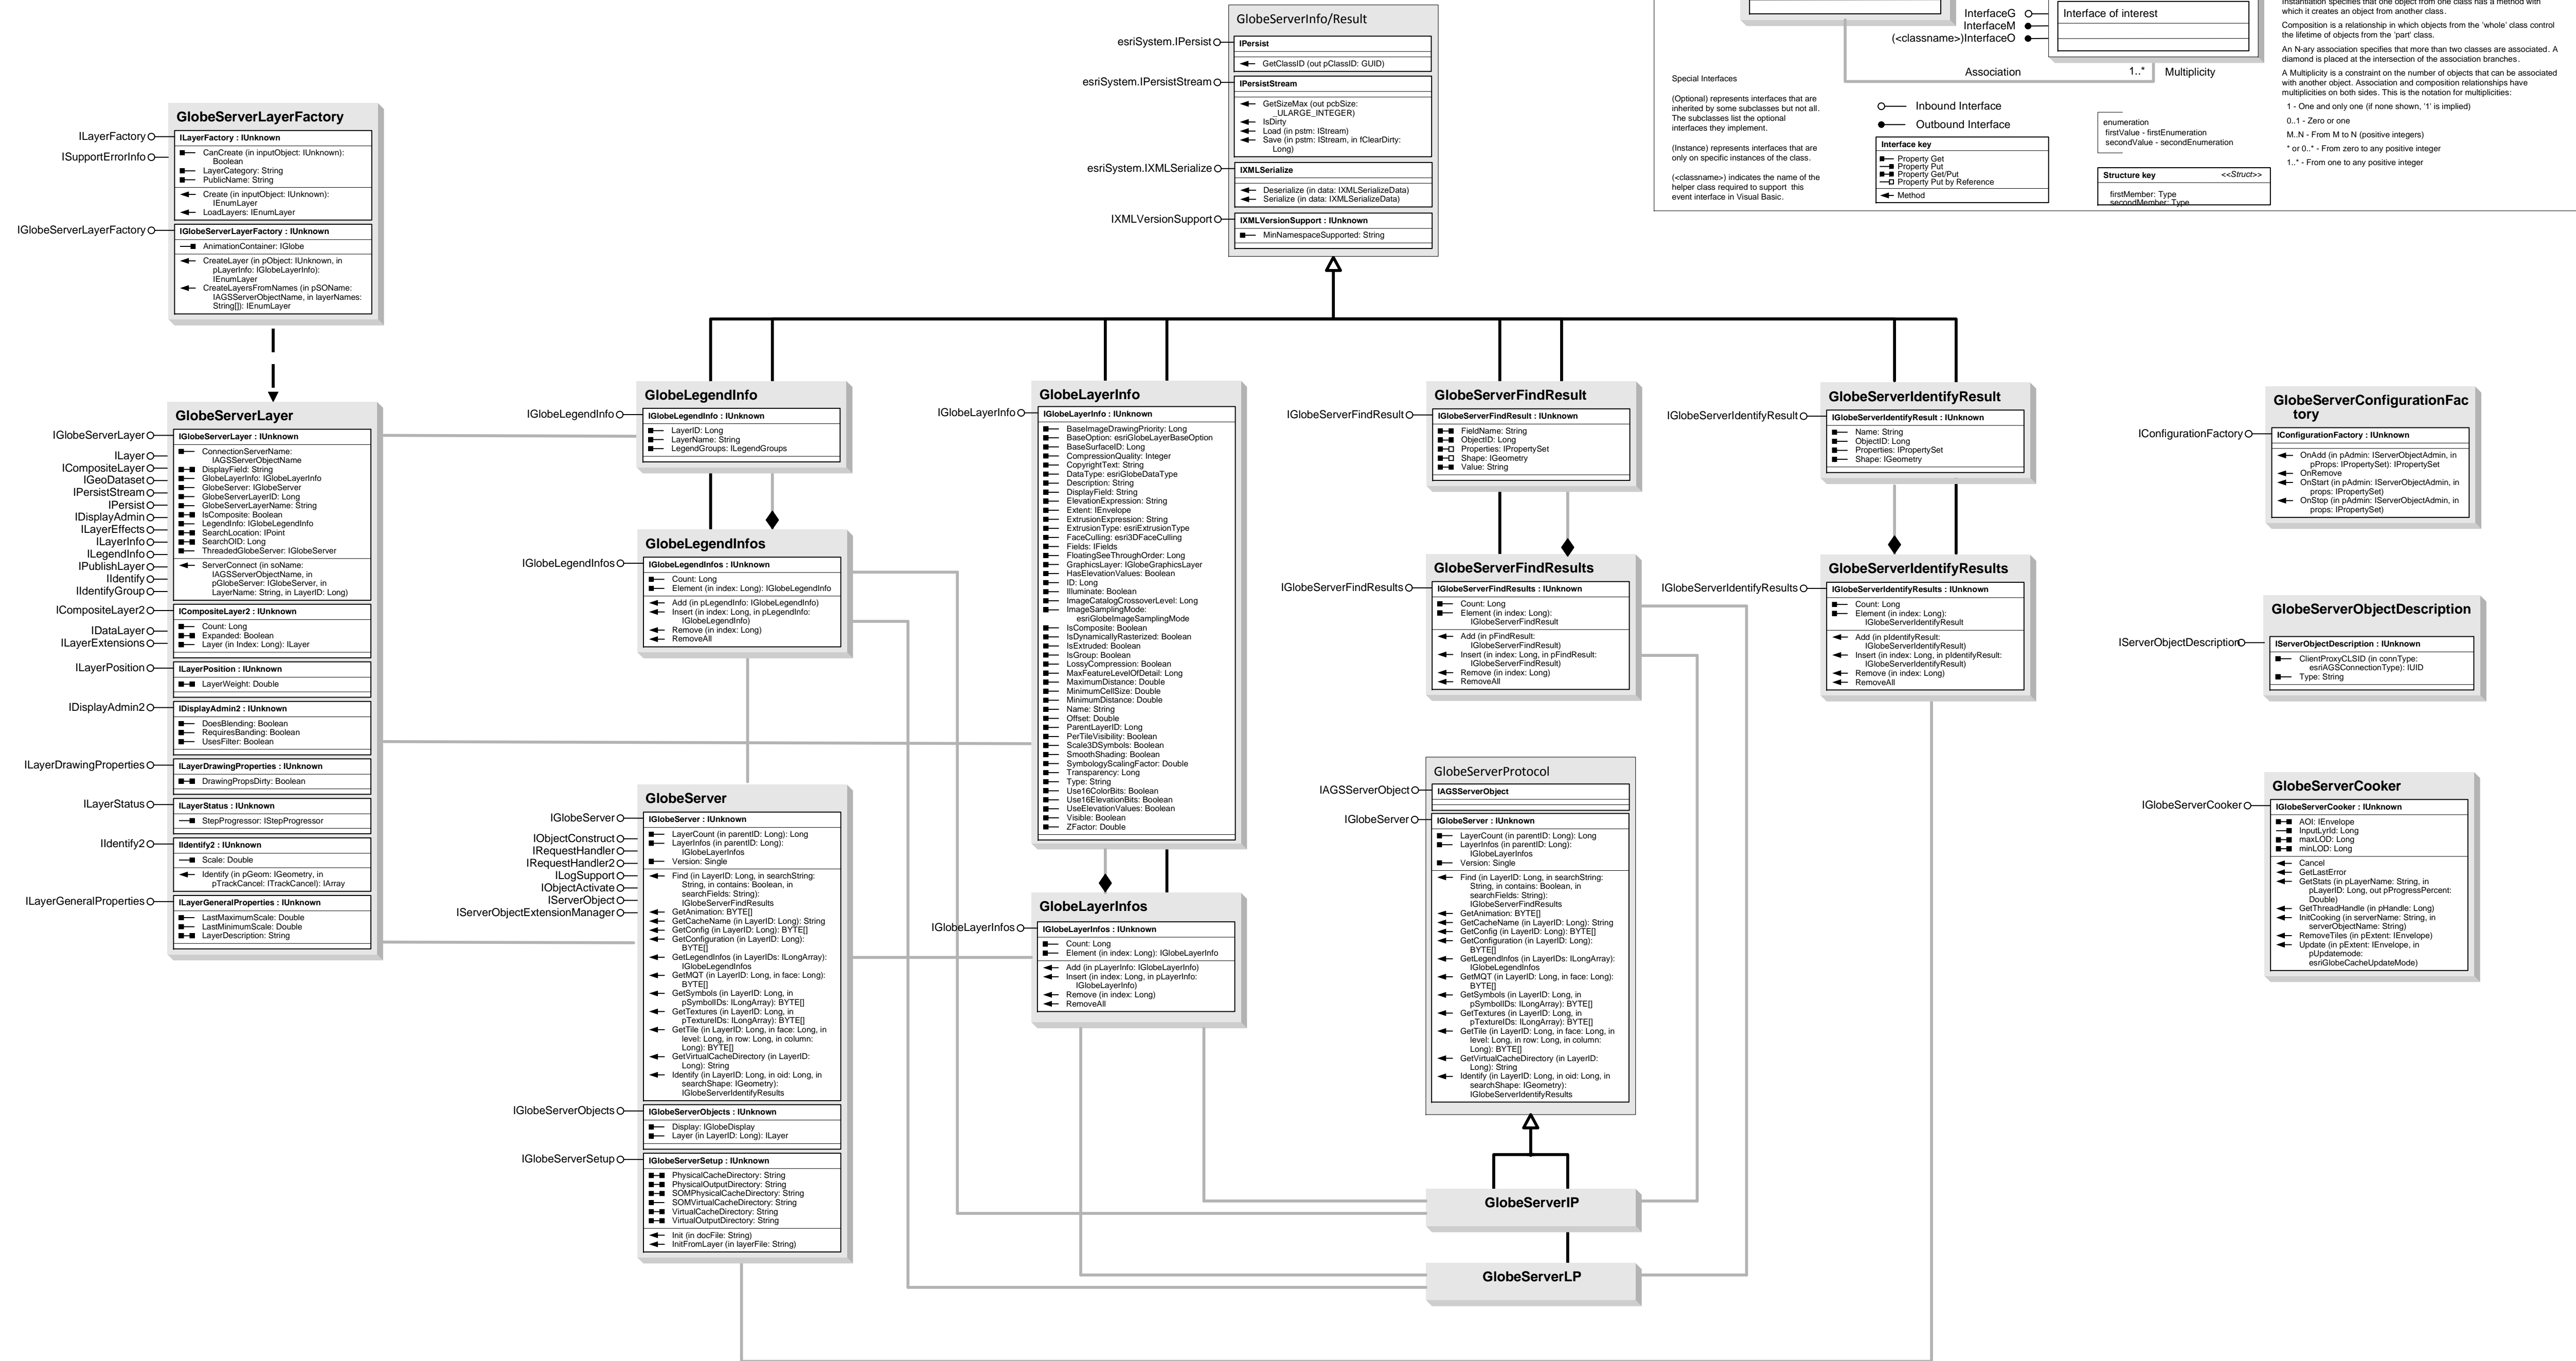 GlobeServerInfo/Result
esriSystem.IPersist
IPersist
GetClassID (out pClassID: GUID)
esriSystem.IPersistStream
IPersistStream
GetSizeMax (out pcbSize:
_ULARGE_INTEGER)
IsDirty
Load (in pstm: IStream)
Save (in pstm: IStream, in fClearDirty:
Long)
esriSystem.IXMLSerialize
IXMLSerialize
Deserialize (in data: IXMLSerializeData)
Serialize (in data: IXMLSerializeData)
IXMLVersionSupport
IXMLVersionSupport : IUnknown
MinNamespaceSupported: String
InterfaceG
InterfaceM
(<classname>)InterfaceO
Interface of interest
Association
1..*
Multiplicity
Instantiation specifies that one object from one class has a method with
which it creates an object from another class.
Composition is a relationship in which objects from the 'whole' class control
the lifetime of objects from the 'part' class.
An N-ary association specifies that more than two classes are associated. A
diamond is placed at the intersection of the association branches.
A Multiplicity is a constraint on the number of objects that can be associated
with another object. Association and composition relationships have
multiplicities on both sides. This is the notation for multiplicities:
1 - One and only one (if none shown, '1' is implied)
0..1 - Zero or one
M..N - From M to N (positive integers)
* or 0..* - From zero to any positive integer
1..* - From one to any positive integer
Special Interfaces
(Optional) represents interfaces that are
inherited by some subclasses but not all.
The subclasses list the optional
interfaces they implement.
(Instance) represents interfaces that are
only on specific instances of the class.
(<classname>) indicates the name of the
helper class required to support this
event interface in Visual Basic.
Inbound Interface
Outbound Interface
Interface key
Property Get
Property Put
Property Get/Put
Property Put by Reference
Method
enumeration
firstValue - firstEnumeration
secondValue - secondEnumeration
Structure key
<<Struct>>
firstMember: Type
secondMember: Type
GlobeServerLayerFactory
ILayerFactory
ISupportErrorInfo
ILayerFactory : IUnknown
CanCreate (in inputObject: IUnknown):
Boolean
LayerCategory: String
PublicName: String
Create (in inputObject: IUnknown):
IEnumLayer
LoadLayers: IEnumLayer
IGlobeServerLayerFactory
IGlobeServerLayerFactory : IUnknown
AnimationContainer: IGlobe
CreateLayer (in pObject: IUnknown, in
pLayerInfo: IGlobeLayerInfo):
IEnumLayer
CreateLayersFromNames (in pSOName:
IAGSServerObjectName, in layerNames:
String[]): IEnumLayer
GlobeServerLayer
IGlobeServerLayer
ILayer
ICompositeLayer
IGeoDataset
IPersistStream
IPersist
IDisplayAdmin
ILayerEffects
ILayerInfo
ILegendInfo
IPublishLayer
IIdentify
IIdentifyGroup
IGlobeServerLayer : IUnknown
ConnectionServerName:
IAGSServerObjectName
DisplayField: String
GlobeLayerInfo: IGlobeLayerInfo
GlobeServer: IGlobeServer
GlobeServerLayerID: Long
GlobeServerLayerName: String
IsComposite: Boolean
LegendInfo: IGlobeLegendInfo
SearchLocation: IPoint
SearchOID: Long
ThreadedGlobeServer: IGlobeServer
ServerConnect (in soName:
IAGSServerObjectName, in
pGlobeServer: IGlobeServer, in
LayerName: String, in LayerID: Long)
ICompositeLayer2
IDataLayer
ILayerExtensions
ICompositeLayer2 : IUnknown
Count: Long
Expanded: Boolean
Layer (in Index: Long): ILayer
ILayerPosition
ILayerPosition : IUnknown
LayerWeight: Double
IDisplayAdmin2
IDisplayAdmin2 : IUnknown
DoesBlending: Boolean
RequiresBanding: Boolean
UsesFilter: Boolean
ILayerDrawingProperties
ILayerDrawingProperties : IUnknown
DrawingPropsDirty: Boolean
ILayerStatus
ILayerStatus : IUnknown
StepProgressor: IStepProgressor
IIdentify2
IIdentify2 : IUnknown
Scale: Double
Identify (in pGeom: IGeometry, in
pTrackCancel: ITrackCancel): IArray
ILayerGeneralProperties
ILayerGeneralProperties : IUnknown
LastMaximumScale: Double
LastMinimumScale: Double
LayerDescription: String
GlobeLegendInfo
IGlobeLegendInfo
IGlobeLegendInfo : IUnknown
LayerID: Long
LayerName: String
LegendGroups: ILegendGroups
GlobeLegendInfos
IGlobeLegendInfos
IGlobeLegendInfos : IUnknown
Count: Long
Element (in index: Long): IGlobeLegendInfo
Add (in pLegendInfo: IGlobeLegendInfo)
Insert (in index: Long, in pLegendInfo:
IGlobeLegendInfo)
Remove (in index: Long)
RemoveAll
GlobeServer
IGlobeServer
IObjectConstruct
IRequestHandler
IRequestHandler2
ILogSupport
IObjectActivate
IServerObject
IServerObjectExtensionManager
IGlobeServer : IUnknown
LayerCount (in parentID: Long): Long
LayerInfos (in parentID: Long):
IGlobeLayerInfos
Version: Single
Find (in LayerID: Long, in searchString:
String, in contains: Boolean, in
searchFields: String):
IGlobeServerFindResults
GetAnimation: BYTE[]
GetCacheName (in LayerID: Long): String
GetConfig (in LayerID: Long): BYTE[]
GetConfiguration (in LayerID: Long):
BYTE[]
GetLegendInfos (in LayerIDs: ILongArray):
IGlobeLegendInfos
GetMQT (in LayerID: Long, in face: Long):
BYTE[]
GetSymbols (in LayerID: Long, in
pSymbolIDs: ILongArray): BYTE[]
GetTextures (in LayerID: Long, in
pTextureIDs: ILongArray): BYTE[]
GetTile (in LayerID: Long, in face: Long, in
level: Long, in row: Long, in column:
Long): BYTE[]
GetVirtualCacheDirectory (in LayerID:
Long): String
Identify (in LayerID: Long, in oid: Long, in
searchShape: IGeometry):
IGlobeServerIdentifyResults
IGlobeServerObjects
IGlobeServerObjects : IUnknown
Display: IGlobeDisplay
Layer (in LayerID: Long): ILayer
IGlobeServerSetup
IGlobeServerSetup : IUnknown
PhysicalCacheDirectory: String
PhysicalOutputDirectory: String
SOMPhysicalCacheDirectory: String
SOMVirtualCacheDirectory: String
VirtualCacheDirectory: String
VirtualOutputDirectory: String
Init (in docFile: String)
InitFromLayer (in layerFile: String)
GlobeLayerInfo
IGlobeLayerInfo
IGlobeLayerInfo : IUnknown
BaseImageDrawingPriority: Long
BaseOption: esriGlobeLayerBaseOption
BaseSurfaceID: Long
CompressionQuality: Integer
CopyrightText: String
DataType: esriGlobeDataType
Description: String
DisplayField: String
ElevationExpression: String
Extent: IEnvelope
ExtrusionExpression: String
ExtrusionType: esriExtrusionType
FaceCulling: esri3DFaceCulling
Fields: IFields
FloatingSeeThroughOrder: Long
GraphicsLayer: IGlobeGraphicsLayer
HasElevationValues: Boolean
ID: Long
Illuminate: Boolean
ImageCatalogCrossoverLevel: Long
ImageSamplingMode:
esriGlobeImageSamplingMode
IsComposite: Boolean
IsDynamicallyRasterized: Boolean
IsExtruded: Boolean
IsGroup: Boolean
LossyCompression: Boolean
MaxFeatureLevelOfDetail: Long
MaximumDistance: Double
MinimumCellSize: Double
MinimumDistance: Double
Name: String
Offset: Double
ParentLayerID: Long
PerTileVisibility: Boolean
Scale3DSymbols: Boolean
SmoothShading: Boolean
SymbologyScalingFactor: Double
Transparency: Long
Type: String
Use16ColorBits: Boolean
Use16ElevationBits: Boolean
UseElevationValues: Boolean
Visible: Boolean
ZFactor: Double
GlobeLayerInfos
IGlobeLayerInfos
IGlobeLayerInfos : IUnknown
Count: Long
Element (in index: Long): IGlobeLayerInfo
Add (in pLayerInfo: IGlobeLayerInfo)
Insert (in index: Long, in pLayerInfo:
IGlobeLayerInfo)
Remove (in index: Long)
RemoveAll
GlobeServerFindResult
IGlobeServerFindResult
IGlobeServerFindResult : IUnknown
FieldName: String
ObjectID: Long
Properties: IPropertySet
Shape: IGeometry
Value: String
GlobeServerFindResults
IGlobeServerFindResults
IGlobeServerFindResults : IUnknown
Count: Long
Element (in index: Long):
IGlobeServerFindResult
Add (in pFindResult:
IGlobeServerFindResult)
Insert (in index: Long, in pFindResult:
IGlobeServerFindResult)
Remove (in index: Long)
RemoveAll
GlobeServerProtocol
IAGSServerObject
IAGSServerObject
IGlobeServer
IGlobeServer : IUnknown
LayerCount (in parentID: Long): Long
LayerInfos (in parentID: Long):
IGlobeLayerInfos
Version: Single
Find (in LayerID: Long, in searchString:
String, in contains: Boolean, in
searchFields: String):
IGlobeServerFindResults
GetAnimation: BYTE[]
GetCacheName (in LayerID: Long): String
GetConfig (in LayerID: Long): BYTE[]
GetConfiguration (in LayerID: Long):
BYTE[]
GetLegendInfos (in LayerIDs: ILongArray):
IGlobeLegendInfos
GetMQT (in LayerID: Long, in face: Long):
BYTE[]
GetSymbols (in LayerID: Long, in
pSymbolIDs: ILongArray): BYTE[]
GetTextures (in LayerID: Long, in
pTextureIDs: ILongArray): BYTE[]
GetTile (in LayerID: Long, in face: Long, in
level: Long, in row: Long, in column:
Long): BYTE[]
GetVirtualCacheDirectory (in LayerID:
Long): String
Identify (in LayerID: Long, in oid: Long, in
searchShape: IGeometry):
IGlobeServerIdentifyResults
GlobeServerIP
GlobeServerLP
GlobeServerIdentifyResult
IGlobeServerIdentifyResult
IGlobeServerIdentifyResult : IUnknown
Name: String
ObjectID: Long
Properties: IPropertySet
Shape: IGeometry
GlobeServerIdentifyResults
IGlobeServerIdentifyResults
IGlobeServerIdentifyResults : IUnknown
Count: Long
Element (in index: Long):
IGlobeServerIdentifyResult
Add (in pIdentifyResult:
IGlobeServerIdentifyResult)
Insert (in index: Long, in pIdentifyResult:
IGlobeServerIdentifyResult)
Remove (in index: Long)
RemoveAll
GlobeServerConfigurationFac
tory
IConfigurationFactory
IConfigurationFactory : IUnknown
OnAdd (in pAdmin: IServerObjectAdmin, in
pProps: IPropertySet): IPropertySet
OnRemove
OnStart (in pAdmin: IServerObjectAdmin, in
props: IPropertySet)
OnStop (in pAdmin: IServerObjectAdmin, in
props: IPropertySet)
GlobeServerObjectDescription
IServerObjectDescription
IServerObjectDescription : IUnknown
ClientProxyCLSID (in connType:
esriAGSConnectionType): IUID
Type: String
GlobeServerCooker
IGlobeServerCooker
IGlobeServerCooker : IUnknown
AOI: IEnvelope
InputLyrId: Long
maxLOD: Long
minLOD: Long
Cancel
GetLastError
GetStats (in pLayerName: String, in
pLayerID: Long, out pProgressPercent:
Double)
GetThreadHandle (in pHandle: Long)
InitCooking (in serverName: String, in
serverObjectName: String)
RemoveTiles (in pExtent: IEnvelope)
Update (in pExtent: IEnvelope, in
pUpdatemode:
esriGlobeCacheUpdateMode)